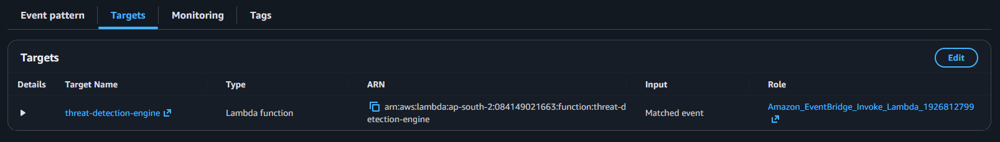 Event pattern Targets Monitoring Tags
Targets Edit
Details Target Name Type ARN Input Role
threat-detection-engine Lambda function arn:aws:lambda:ap-south-2:084149021663:function:threat-d Matched event Amazon_EventBridge_Invoke_Lambda_1926812799
etection-engine